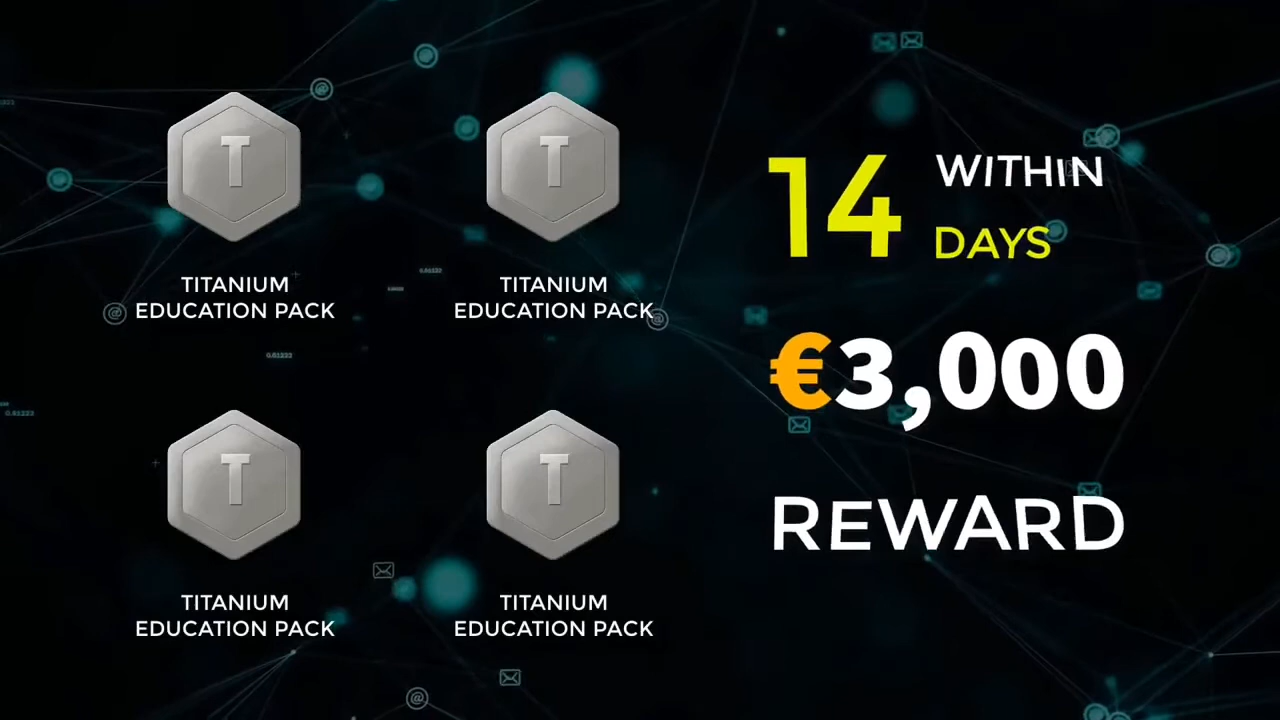 T
T
TITANIUM
EDUCATION PACK
TITANIUM
EDUCATION PACK
T
T
TITANIUM
EDUCATION PACK
TITANIUM
EDUCATION PACK
14 WITHIN
DAYS
€3,000
REWARD